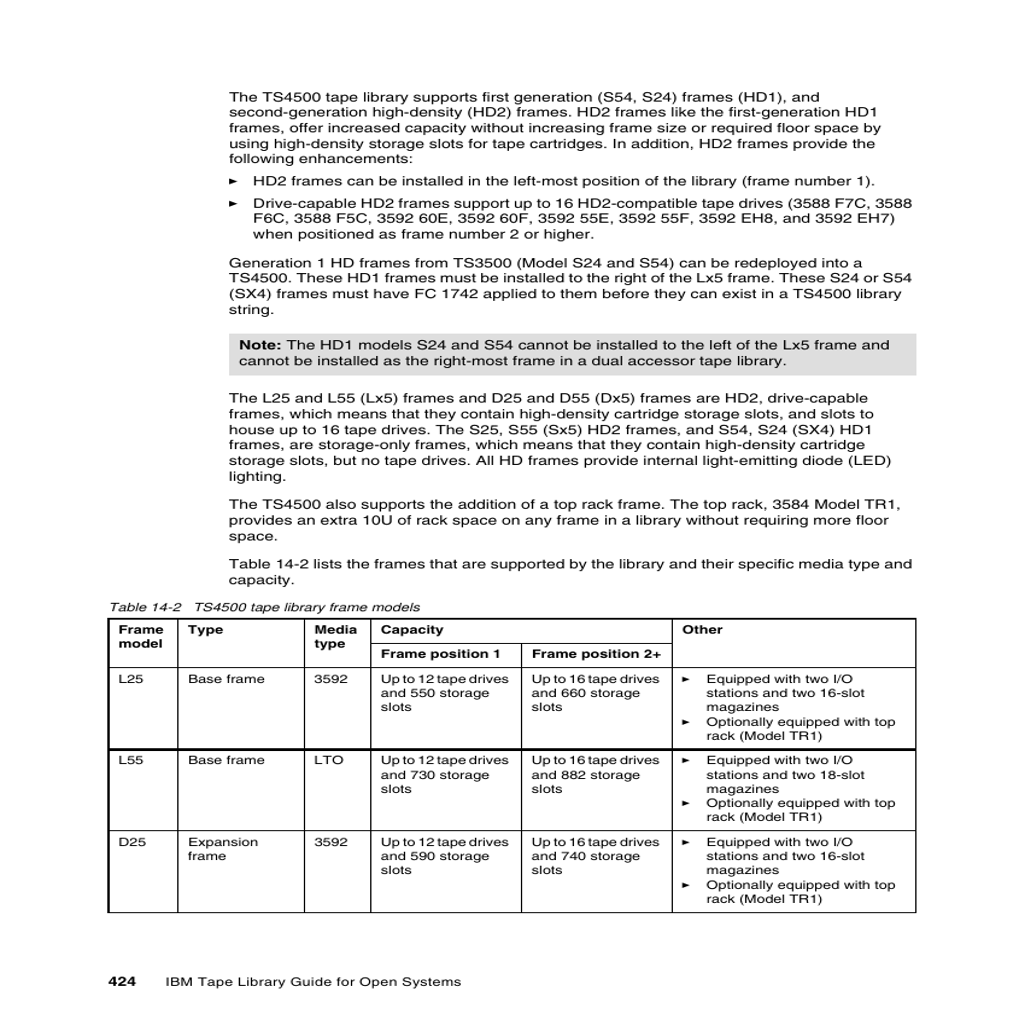 The TS4500 tape library supports first generation (S54, S24) frames (HD1), and
second-generation high-density (HD2) frames. HD2 frames like the first-generation HD1
frames, offer increased capacity without increasing frame size or required floor space by
using high-density storage slots for tape cartridges. In addition, HD2 frames provide the
following enhancements:
► HD2 frames can be installed in the left-most position of the library (frame number 1).
► Drive-capable HD2 frames support up to 16 HD2-compatible tape drives (3588 F7C, 3588
F6C, 3588 F5C, 3592 60E, 3592 60F, 3592 55E, 3592 55F, 3592 EH8, and 3592 EH7)
when positioned as frame number 2 or higher.
Generation 1 HD frames from TS3500 (Model S24 and S54) can be redeployed into a
TS4500. These HD1 frames must be installed to the right of the Lx5 frame. These S24 or S54
(SX4) frames must have FC 1742 applied to them before they can exist in a TS4500 library
string.
Note: The HD1 models S24 and S54 cannot be installed to the left of the Lx5 frame and
cannot be installed as the right-most frame in a dual accessor tape library.
The L25 and L55 (Lx5) frames and D25 and D55 (Dx5) frames are HD2, drive-capable
frames, which means that they contain high-density cartridge storage slots, and slots to
house up to 16 tape drives. The S25, S55 (Sx5) HD2 frames, and S54, S24 (SX4) HD1
frames, are storage-only frames, which means that they contain high-density cartridge
storage slots, but no tape drives. All HD frames provide internal light-emitting diode (LED)
lighting.
The TS4500 also supports the addition of a top rack frame. The top rack, 3584 Model TR1,
provides an extra 10U of rack space on any frame in a library without requiring more floor
space.
Table 14-2 lists the frames that are supported by the library and their specific media type and
capacity.
Table 14-2 TS4500 tape library frame models
Frame Type Media Capacity Other
model type
Frame position 1 Frame position 2+
L25 Base frame 3592 Up to 12 tape drives Up to 16 tape drives ► Equipped with two I/O
and 550 storage and 660 storage stations and two 16-slot
slots slots magazines
► Optionally equipped with top
rack (Model TR1)
L55 Base frame LTO Up to 12 tape drives Up to 16 tape drives ► Equipped with two I/O
and 730 storage and 882 storage stations and two 18-slot
slots slots magazines
► Optionally equipped with top
rack (Model TR1)
D25 Expansion 3592 Up to 12 tape drives Up to 16 tape drives ► Equipped with two I/O
frame and 590 storage and 740 storage stations and two 16-slot
slots slots magazines
► Optionally equipped with top
rack (Model TR1)
424 IBM Tape Library Guide for Open Systems